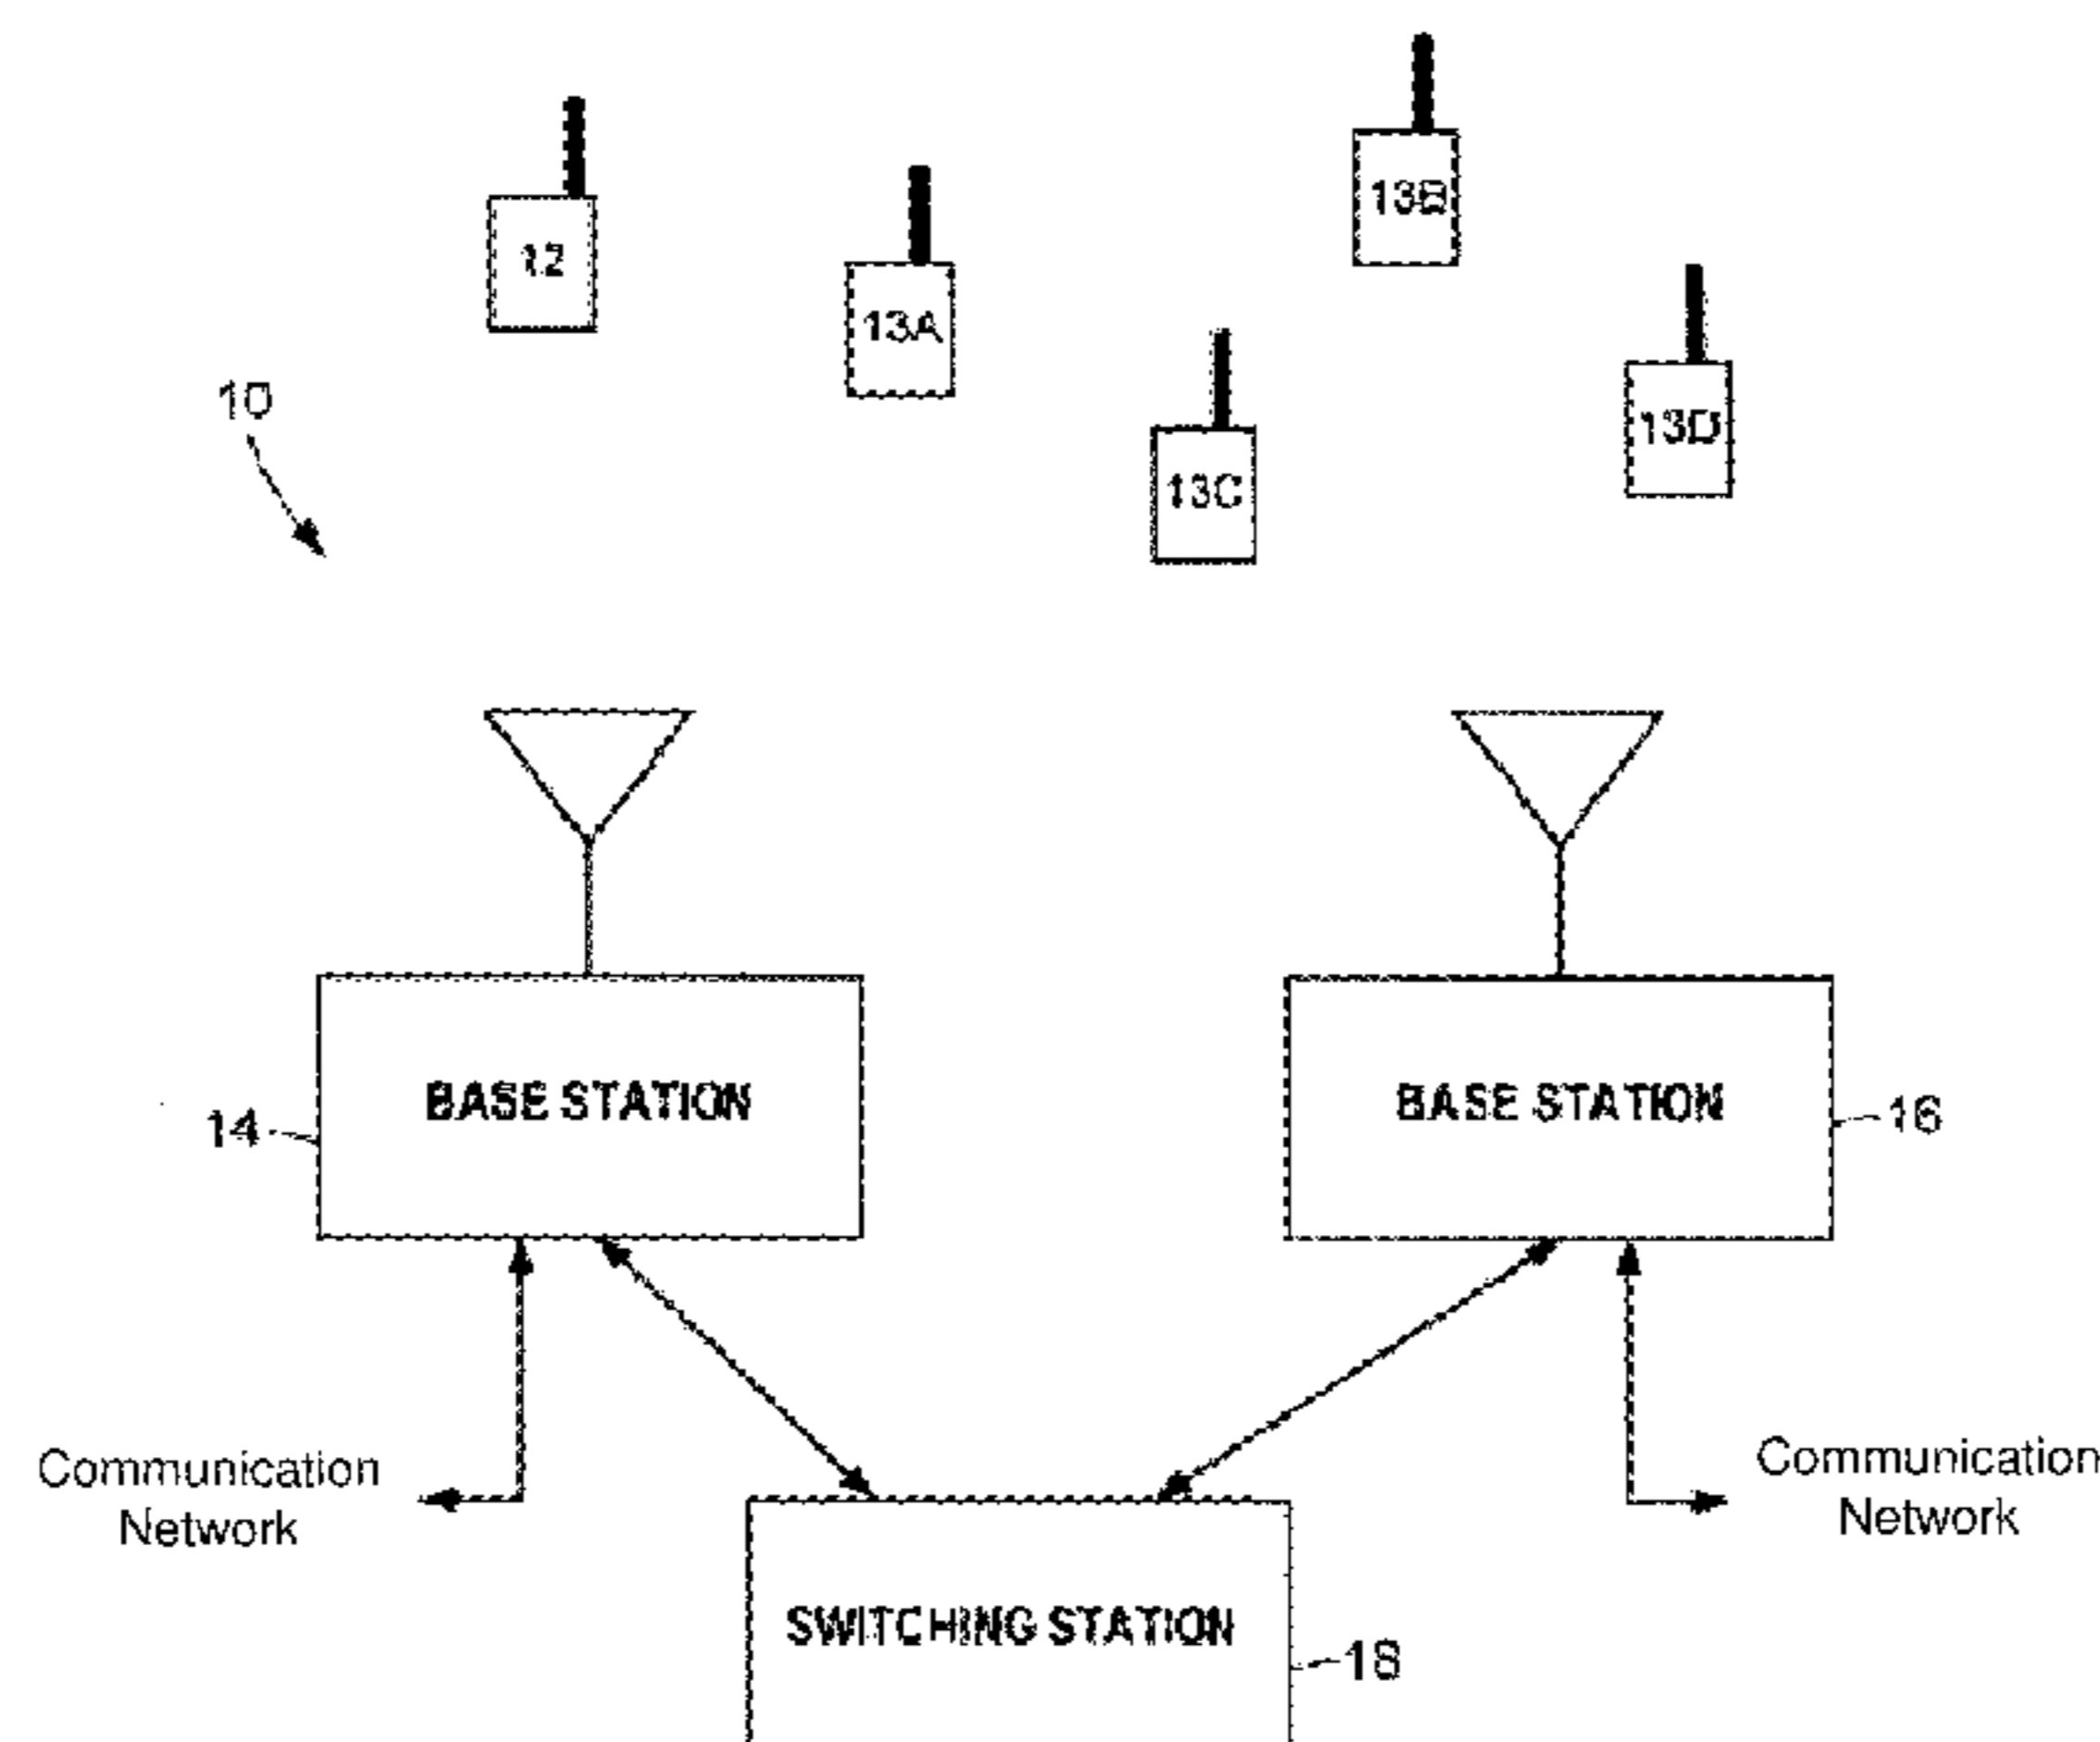 13B
12
13A
10
13D
13C
BASE STATION
BASE STATION
14
16
Communication
Network
Communication
Network
SWITCHING STATION
18